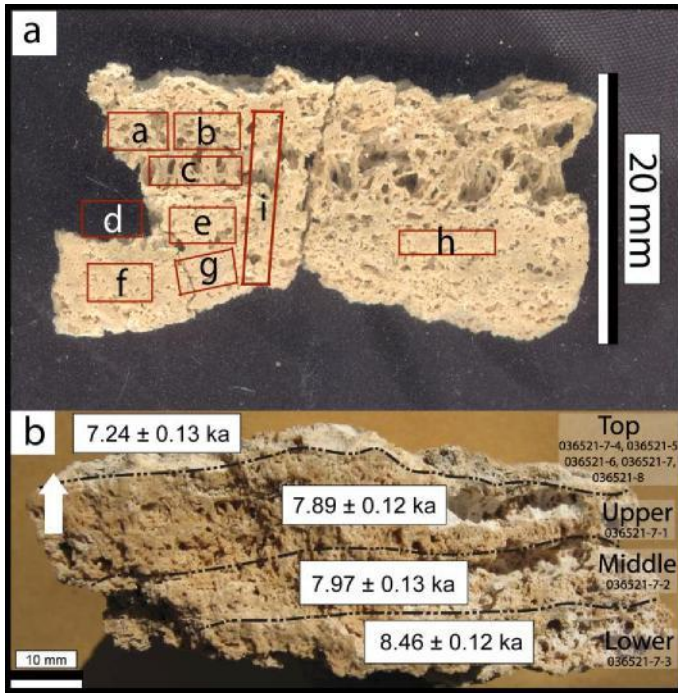 a
20 mm
a
b
c
i
d
e
h
g
f
b
7.24 ± 0.13 ka
Top
036521-7-4, 036521-5
036521-6, 036521-7,
036521-8
7.89 ± 0.12 ka
Upper
036521-7-1
Middle
036521-7-2
7.97 ± 0.13 ka
Lower
036521-7-3
8.46 ± 0.12 ka
10 mm